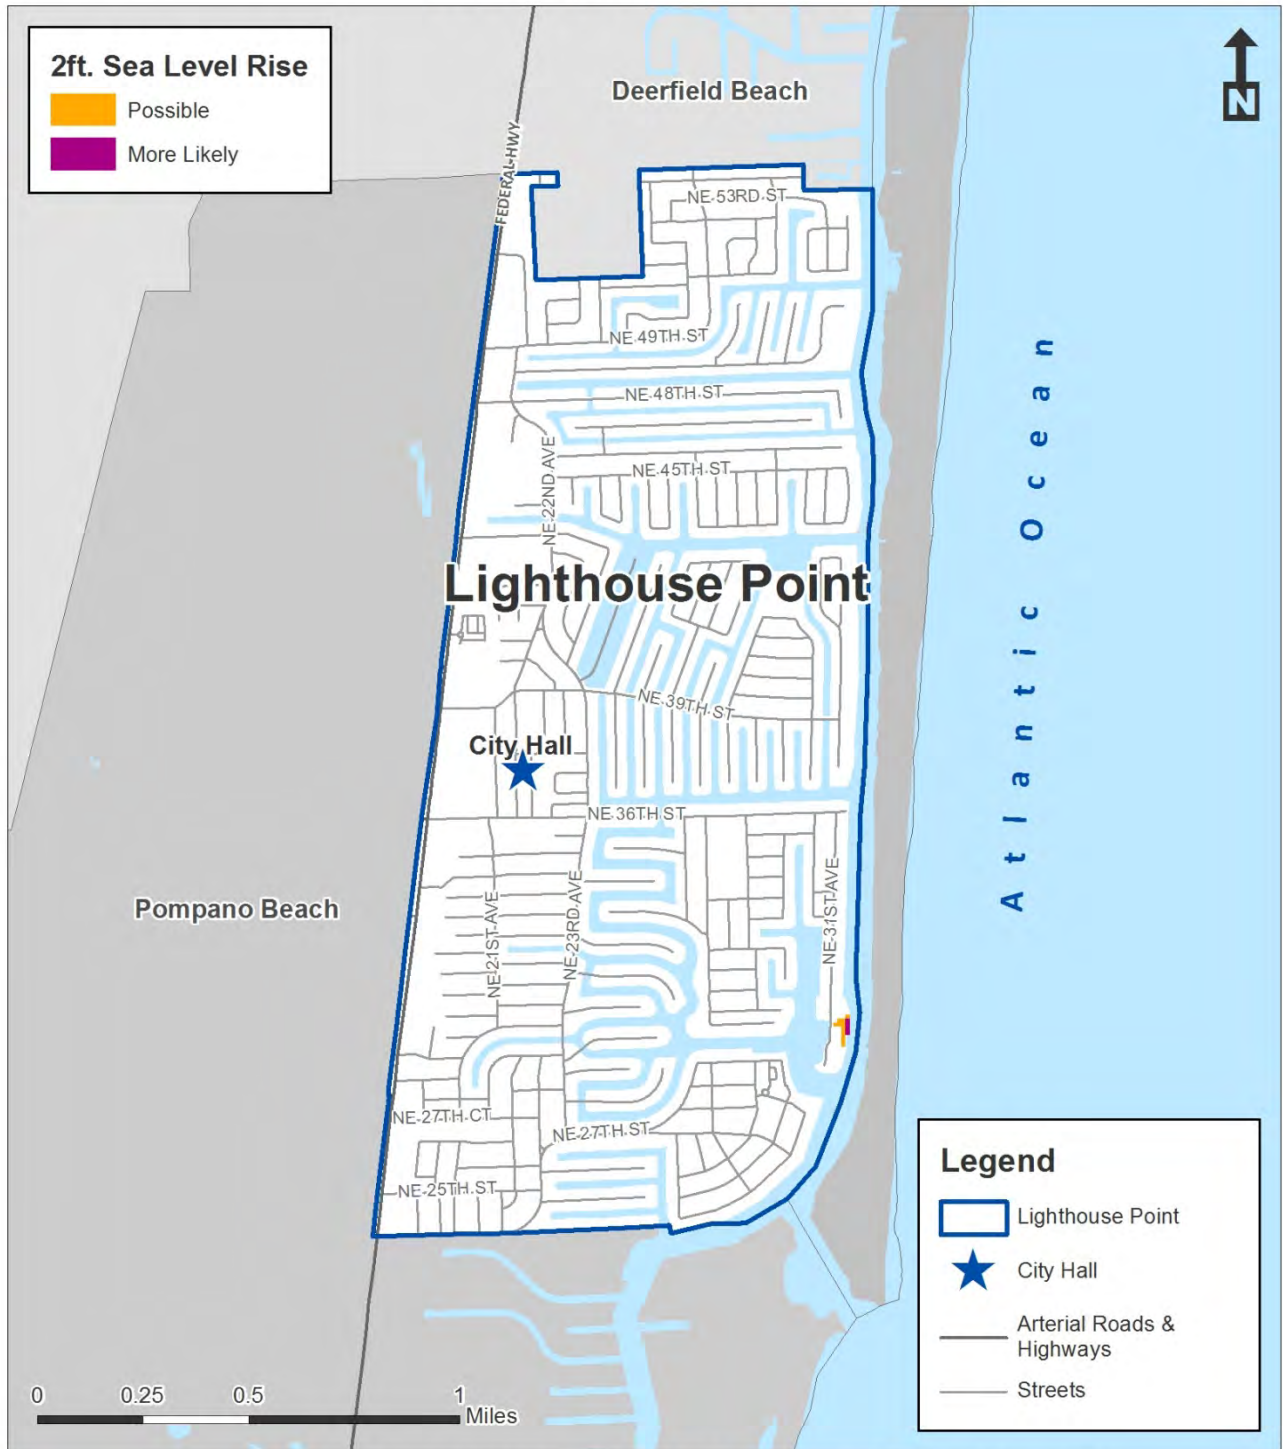 2ft. Sea Level Rise
Possible
More Likely
Deerfield Beach
N
FEDERAL HWY
NE 53RD ST
NE 49TH ST
NE 48TH ST
NE 22ND AVE
NE 45TH ST
Atlantic Ocean
Lighthouse Point
NE 39TH ST
City Hall
NE 36TH ST
Pompano Beach
NE 21ST AVE
NE 23RD AVE
NE 31ST AVE
NE 27TH CT
NE 27TH ST
NE 25TH ST
Legend
Lighthouse Point
City Hall
Arterial Roads &
Highways
Streets
0 0.25 0.5 1
Miles